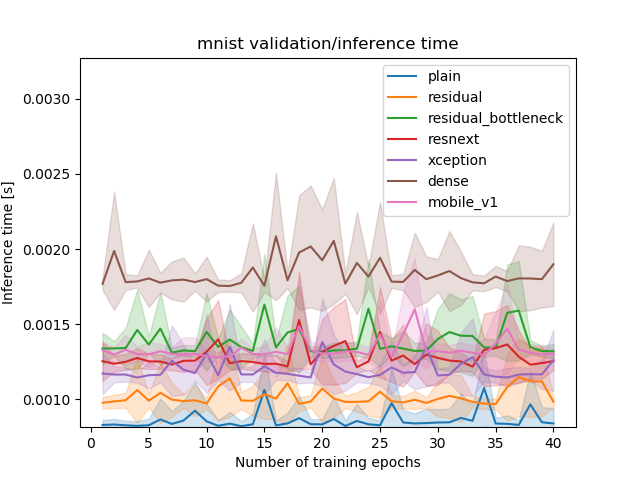 mnist validation/inference time
plain
residual
residual_bottleneck
resnext
xception
dense
mobile_v1
Inference time [s]
0.0030
0.0025
0.0020
0.0015
0.0010
0 5 10 15 20 25 30 35 40
Number of training epochs